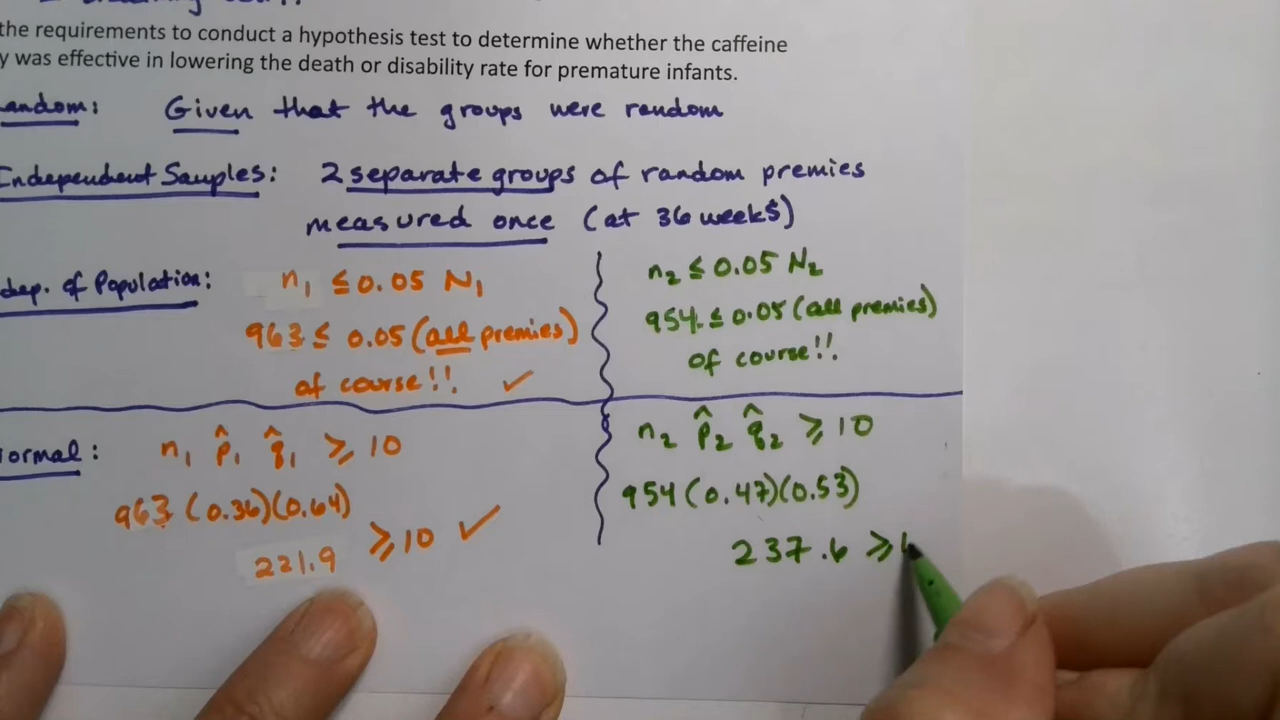 the requirements to conduct a hypothesis test to determine whether the caffeine
y was effective in lowering the death or disability rate for premature infants.
andom: Given that the groups were random
Independent Samples: 2 separate groups of random premies
measured once (at 36 weeks)
dep. of Population: n₁ ≤ 0.05 N₁
963 ≤ 0.05 (all premies)
of course!! ✓
n₂ ≤ 0.05 N₂
954 ≤ 0.05 (all premies)
of course!!
ormal: n₁ p̂₁ q̂₁ ≥ 10
963 (0.36)(0.64)
221.9 ≥ 10 ✓
n₂ p̂₂ q̂₂ ≥ 10
954 (0.47)(0.53)
237.6 ≥